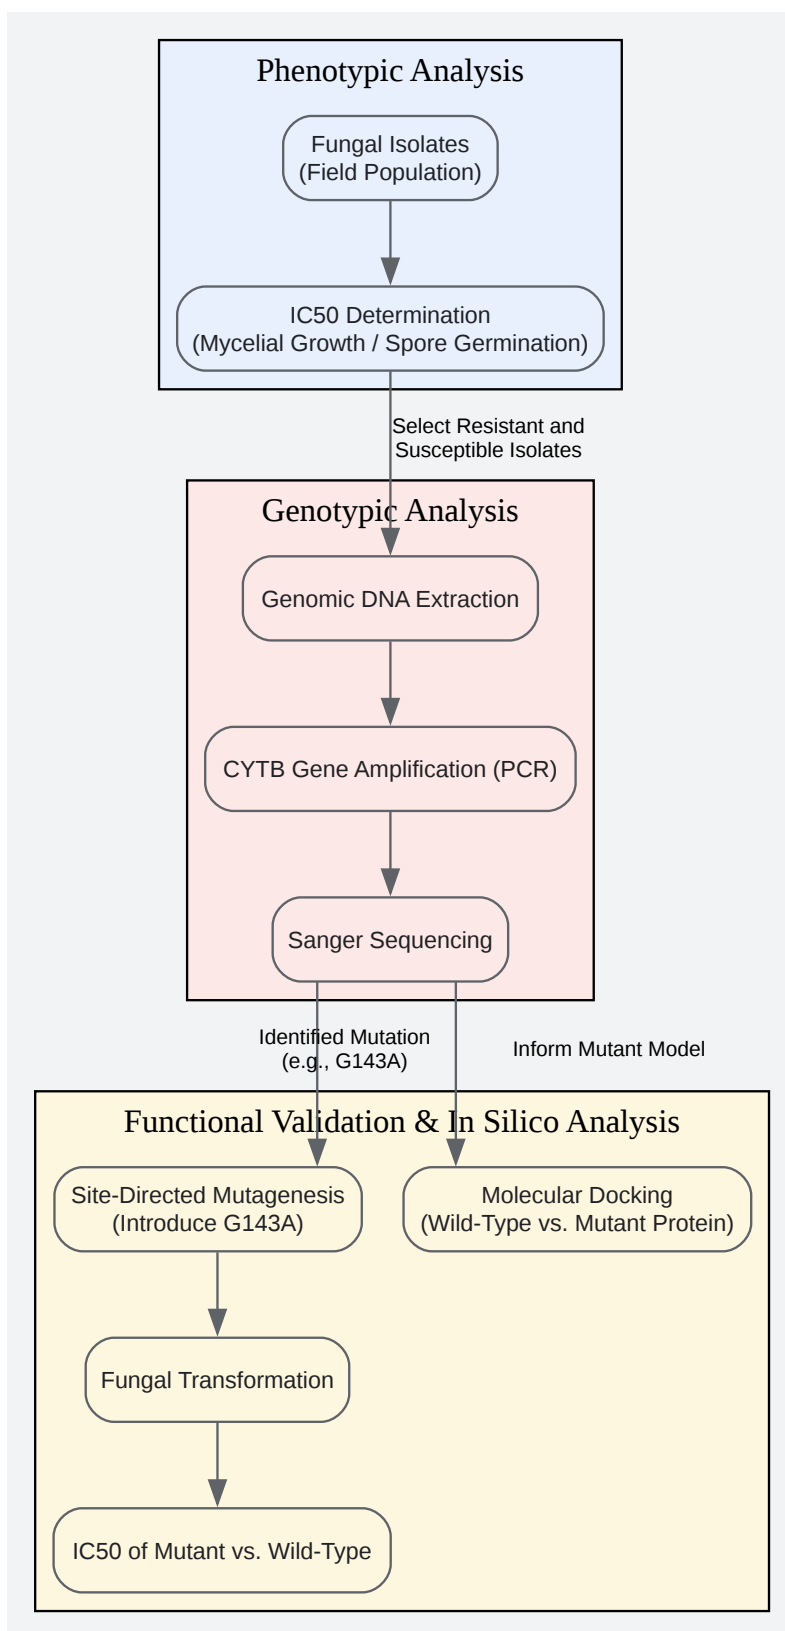 Phenotypic Analysis
Fungal Isolates
(Field Population)
IC50 Determination
(Mycelial Growth / Spore Germination)
Select Resistant and
Susceptible Isolates
Genotypic Analysis
Genomic DNA Extraction
CYTB Gene Amplification (PCR)
Sanger Sequencing
Identified Mutation
(e.g., G143A)
Inform Mutant Model
Functional Validation & In Silico Analysis
Site-Directed Mutagenesis
(Introduce G143A)
Molecular Docking
(Wild-Type vs. Mutant Protein)
Fungal Transformation
IC50 of Mutant vs. Wild-Type